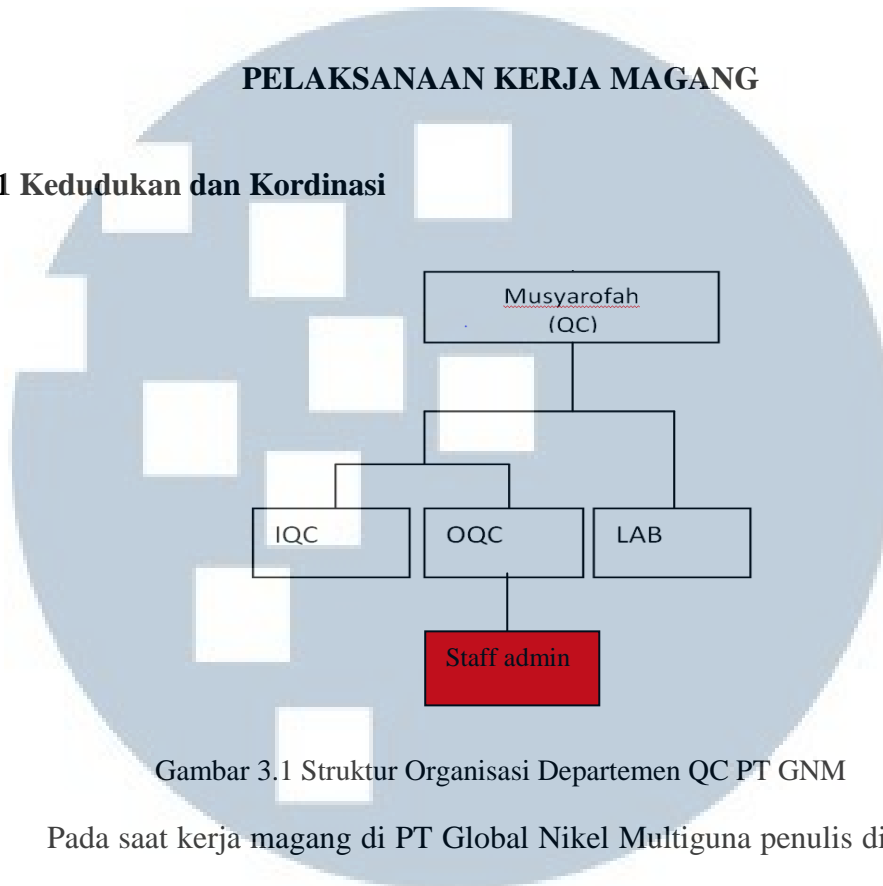 PELAKSANAAN KERJA MAGANG
1 Kedudukan dan Kordinasi
Musyarofah
(QC)
IQC
OQC
LAB
Staff admin
Gambar 3.1 Struktur Organisasi Departemen QC PT GNM
Pada saat kerja magang di PT Global Nikel Multiguna penulis di